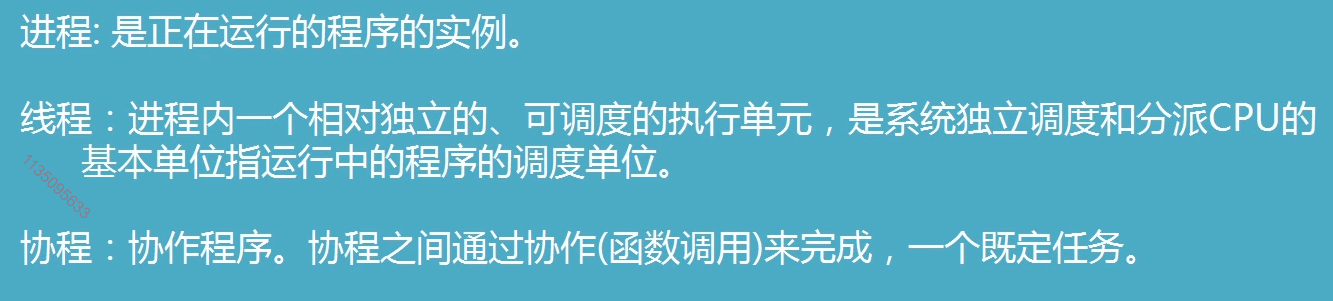 进程: 是正在运行的程序的实例。
线程：进程内一个相对独立的、可调度的执行单元，是系统独立调度和分派CPU的
基本单位指运行中的程序的调度单位。
1135095833
协程：协作程序。协程之间通过协作(函数调用)来完成，一个既定任务。